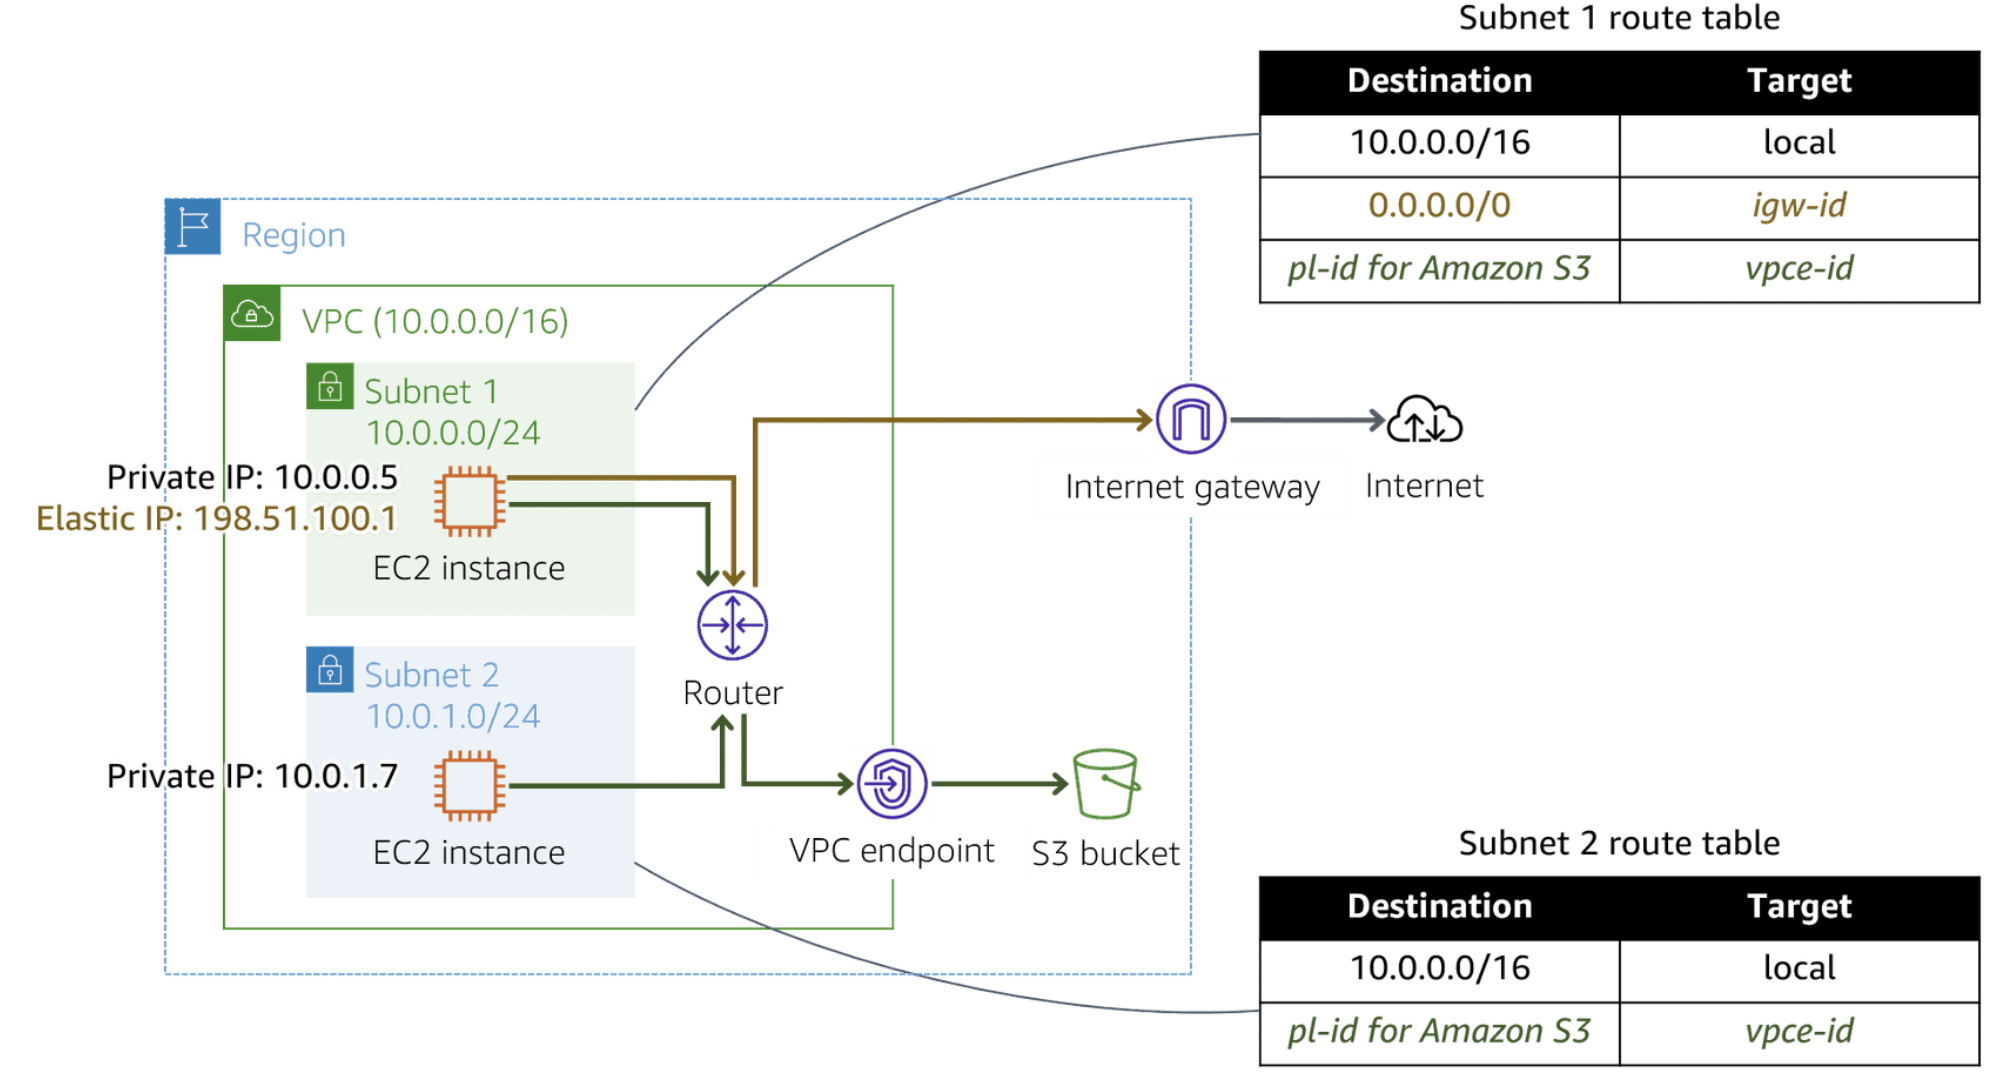 Subnet 1 route table
Destination Target
10.0.0.0/16 local
0.0.0.0/0 igw-id
pl-id for Amazon S3 vpce-id
Region
VPC (10.0.0.0/16)
Subnet 1
10.0.0.0/24
Private IP: 10.0.0.5
Elastic IP: 198.51.100.1
EC2 instance
Internet gateway
Internet
Subnet 2
10.0.1.0/24
Router
Private IP: 10.0.1.7
EC2 instance
VPC endpoint
S3 bucket
Subnet 2 route table
Destination Target
10.0.0.0/16 local
pl-id for Amazon S3 vpce-id